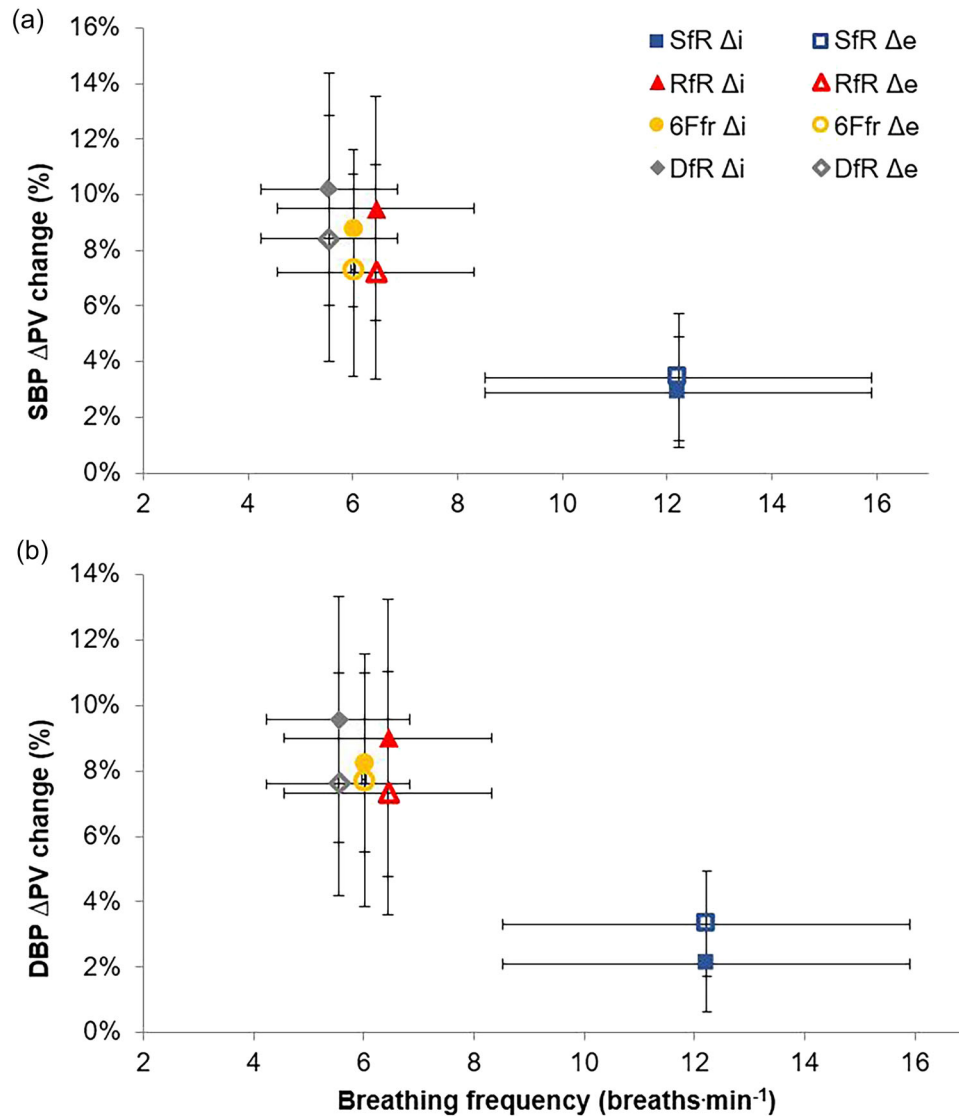 (a)
16%
14%
12%
10%
8%
6%
4%
2%
0%
SBP ΔPV change (%)
SfR Δi
SfR Δe
RfR Δi
RfR Δe
6Ffr Δi
6Ffr Δe
DfR Δi
DfR Δe
2 4 6 8 10 12 14 16
(b)
14%
12%
10%
8%
6%
4%
2%
0%
DBP ΔPV change (%)
2 4 6 8 10 12 14 16
Breathing frequency (breaths·min⁻¹)